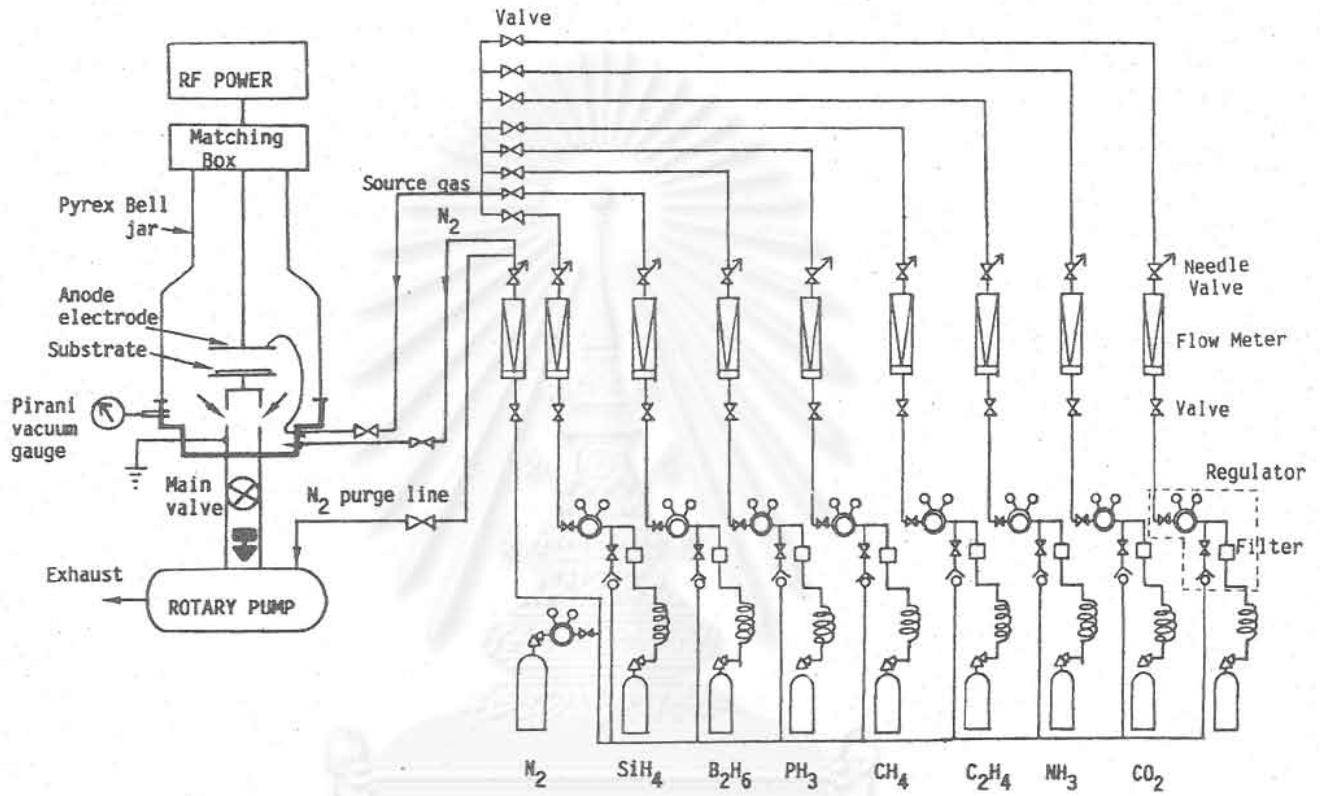 Valve
RF POWER
Matching
Box
Source gas
Pyrex Bell
jar
N₂
Needle
Valve
Anode
electrode
Flow Meter
Substrate
Pirani
vacuum
gauge
Valve
Main
valve
N₂ purge line
Regulator
Filter
Exhaust
ROTARY PUMP
N₂ SiH₄ B₂H₆ PH₃ CH₄ C₂H₄ NH₃ CO₂